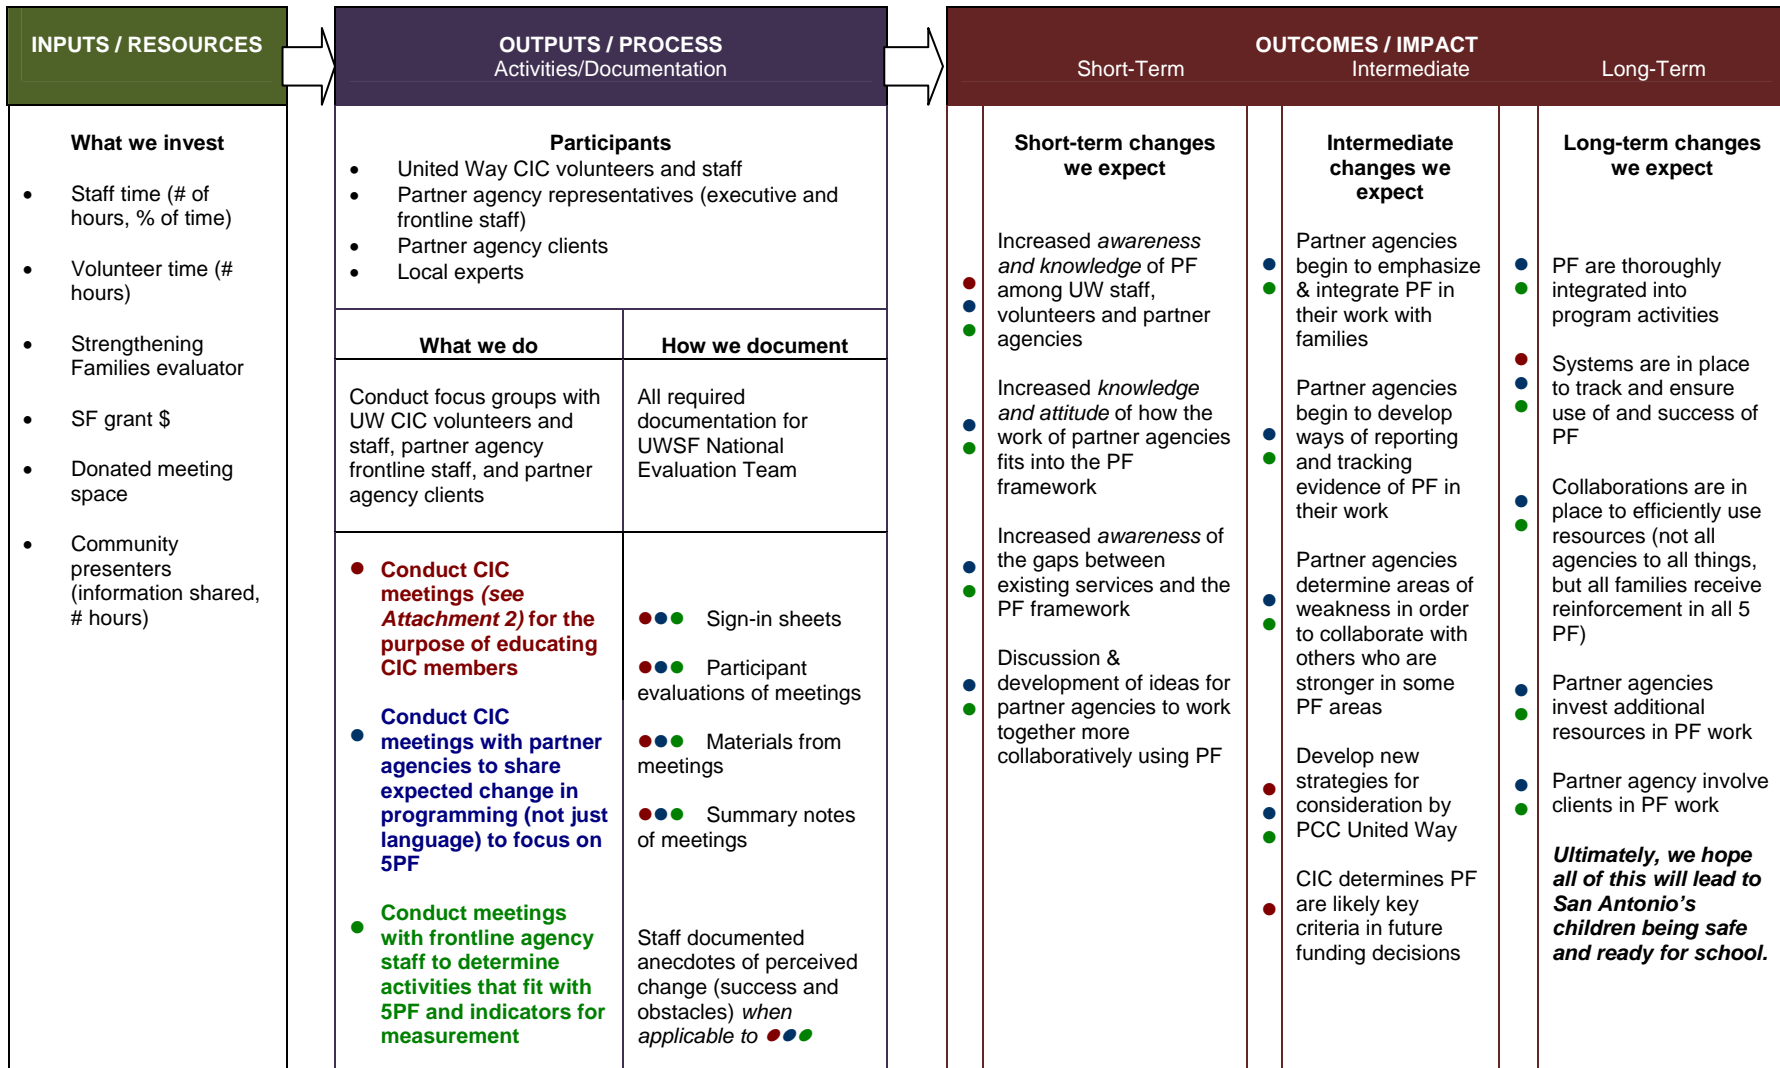 INPUTS / RESOURCES
OUTPUTS / PROCESS
Activities/Documentation
OUTCOMES / IMPACT
Short-Term
Intermediate
Long-Term
What we invest
• Staff time (# of
hours, % of time)
• Volunteer time (#
hours)
• Strengthening
Families evaluator
• SF grant $
• Donated meeting
space
• Community
presenters
(information shared,
# hours)
Participants
• United Way CIC volunteers and staff
• Partner agency representatives (executive and
frontline staff)
• Partner agency clients
• Local experts
What we do
Conduct focus groups with
UW CIC volunteers and
staff, partner agency
frontline staff, and partner
agency clients
● Conduct CIC
meetings (see
Attachment 2) for the
purpose of educating
CIC members
● Conduct CIC
meetings with partner
agencies to share
expected change in
programming (not just
language) to focus on
5PF
● Conduct meetings
with frontline agency
staff to determine
activities that fit with
5PF and indicators for
measurement
How we document
All required
documentation for
UWSF National
Evaluation Team
●●● Sign-in sheets
●●● Participant
evaluations of meetings
●●● Materials from
meetings
●●● Summary notes
of meetings
Staff documented
anecdotes of perceived
change (success and
obstacles) when
applicable to ●●●
Short-term changes
we expect
Increased awareness
and knowledge of PF
among UW staff,
volunteers and partner
agencies
Increased knowledge
and attitude of how the
work of partner agencies
fits into the PF
framework
Increased awareness of
the gaps between
existing services and the
PF framework
Discussion &
development of ideas for
partner agencies to work
together more
collaboratively using PF
Intermediate
changes we
expect
Partner agencies
begin to emphasize
& integrate PF in
their work with
families
Partner agencies
begin to develop
ways of reporting
and tracking
evidence of PF in
their work
Partner agencies
determine areas of
weakness in order
to collaborate with
others who are
stronger in some
PF areas
Develop new
strategies for
consideration by
PCC United Way
CIC determines PF
are likely key
criteria in future
funding decisions
Long-term changes
we expect
PF are thoroughly
integrated into
program activities
Systems are in place
to track and ensure
use of and success of
PF
Collaborations are in
place to efficiently use
resources (not all
agencies to all things,
but all families receive
reinforcement in all 5
PF)
Partner agencies
invest additional
resources in PF work
Partner agency involve
clients in PF work
Ultimately, we hope
all of this will lead to
San Antonio’s
children being safe
and ready for school.